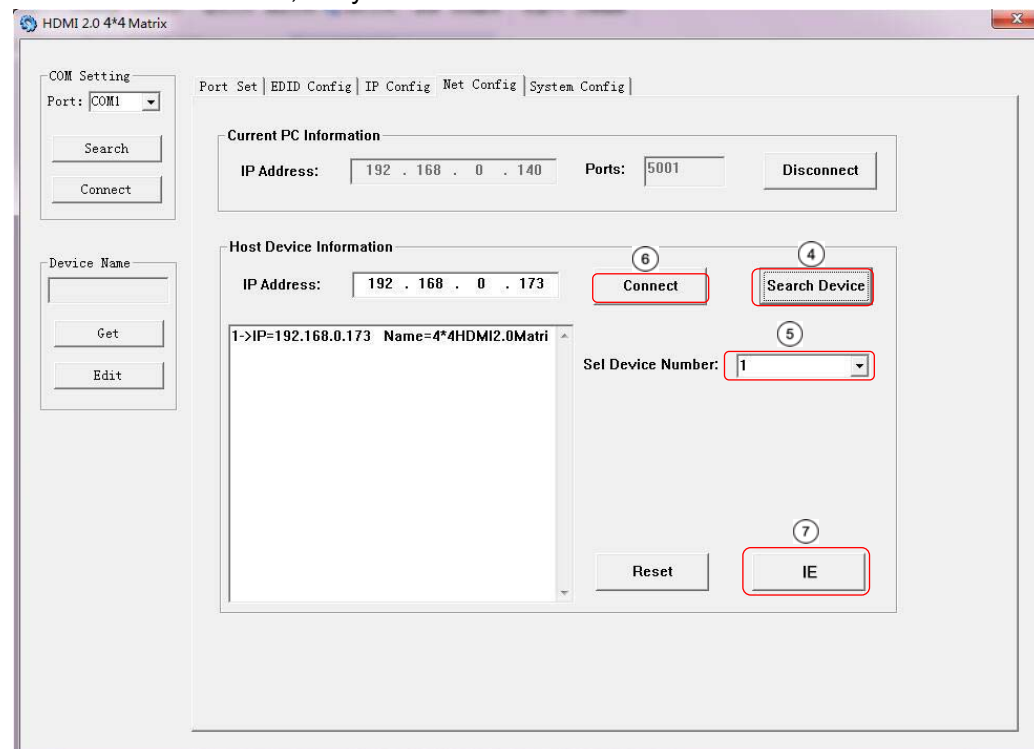 HDMI 2.0 4*4 Matrix
COM Setting
Port: COM1
Search
Connect
Device Name
Get
Edit
Port Set EDID Config IP Config Net Config System Config
Current PC Information
IP Address: 192 . 168 . 0 . 140 Ports: 5001 Disconnect
Host Device Information
6 4
IP Address: 192 . 168 . 0 . 173 Connect Search Device
1->IP=192.168.0.173 Name=4*4HDMI2.0Matri
5
Sel Device Number: 1
7
Reset IE